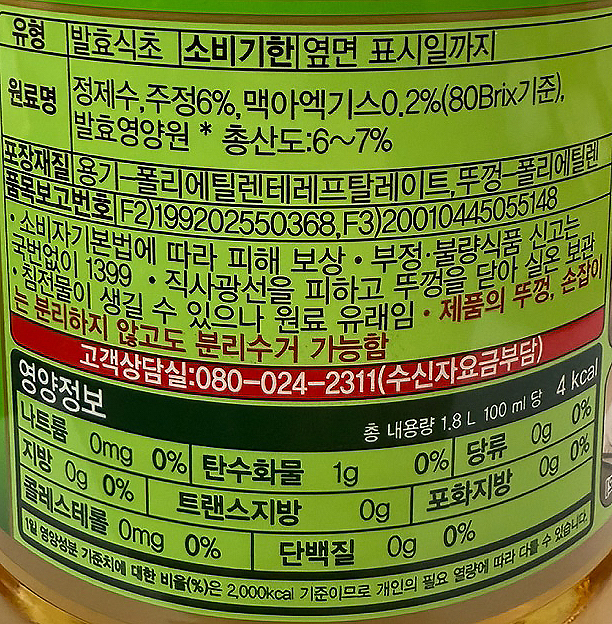 유형 발효식초 소비기한 옆면 표시일까지
원료명 정제수,주정6%,맥아엑기스0.2%(80Brix기준),
발효영양원 * 총산도:6~7%
포장재질 용기-폴리에틸렌테레프탈레이트,뚜껑-폴리에틸렌
품목보고번호 F2)199202550368,F3)20010445055148
· 소비자기본법에 따라 피해 보상 · 부정·불량식품 신고는
국번없이 1399 · 직사광선을 피하고 뚜껑을 닫아 실온 보관
· 침전물이 생길 수 있으나 원료 유래임 · 제품의 뚜껑, 손잡이
는 분리하지 않고도 분리수거 가능함
고객상담실:080-024-2311(수신자요금부담)
영양정보 총 내용량 1.8 L 100 ml 당 4 kcal
나트륨 0mg 0% 탄수화물 1g 0% 당류 0g 0%
지방 0g 0% 트랜스지방 0g 포화지방 0g 0%
콜레스테롤 0mg 0% 단백질 0g 0%
1일 영양성분 기준치에 대한 비율(%)은 2,000kcal 기준이므로 개인의 필요 열량에 따라 다를 수 있습니다.